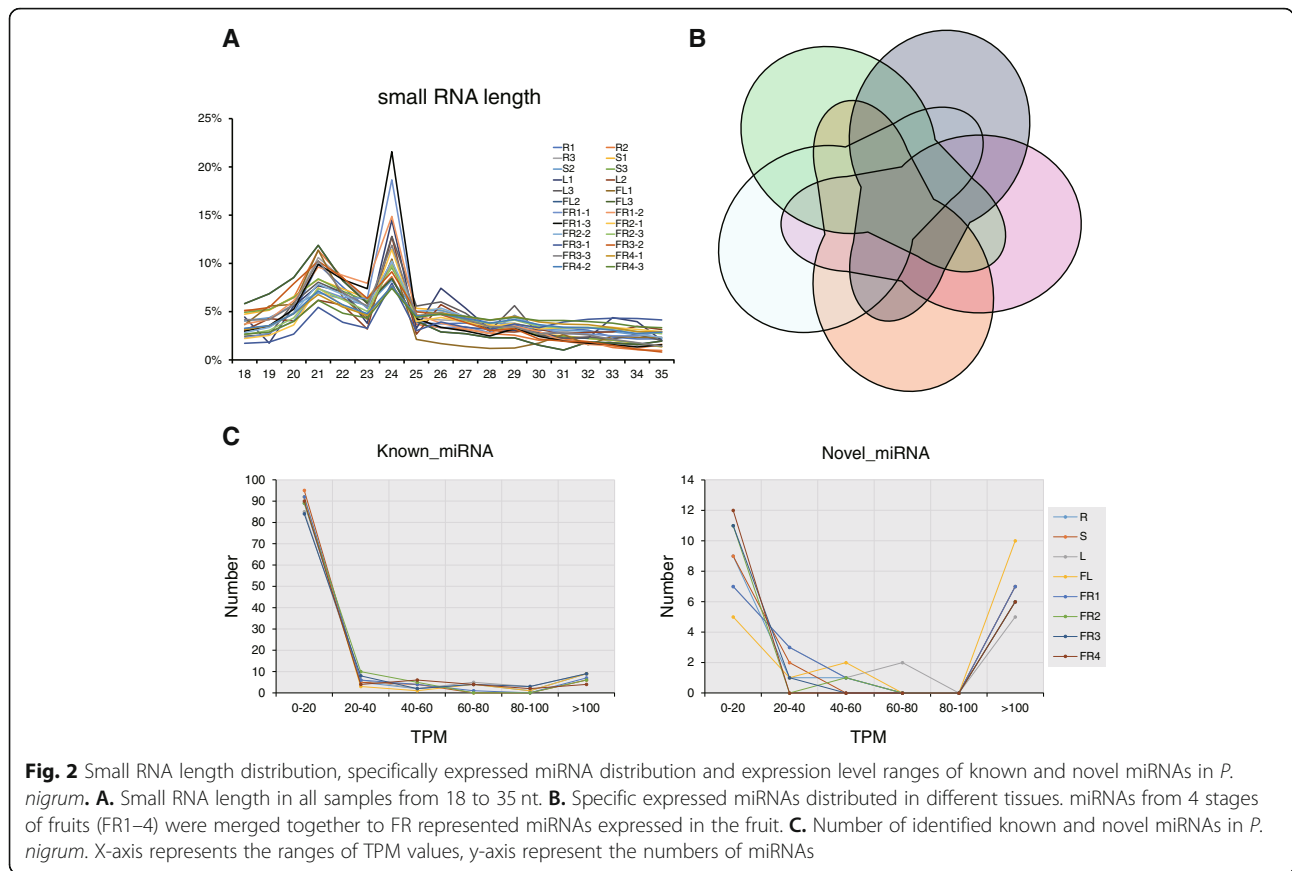 A
small RNA length
25%
20%
15%
10%
5%
0%
18 19 20 21 22 23 24 25 26 27 28 29 30 31 32 33 34 35
R1 R2
R3 S1
S2 S3
L1 L2
L3 FL1
FL2 FL3
FR1-1 FR1-2
FR1-3 FR2-1
FR2-2 FR2-3
FR3-1 FR3-2
FR3-3 FR4-1
FR4-2 FR4-3
B
C
Known_miRNA
Number
100
90
80
70
60
50
40
30
20
10
0
0-20 20-40 40-60 60-80 80-100 >100
TPM
Novel_miRNA
Number
14
12
10
8
6
4
2
0
0-20 20-40 40-60 60-80 80-100 >100
TPM
R
S
L
FL
FR1
FR2
FR3
FR4
Fig. 2 Small RNA length distribution, specifically expressed miRNA distribution and expression level ranges of known and novel miRNAs in P.
nigrum. A. Small RNA length in all samples from 18 to 35 nt. B. Specific expressed miRNAs distributed in different tissues. miRNAs from 4 stages
of fruits (FR1–4) were merged together to FR represented miRNAs expressed in the fruit. C. Number of identified known and novel miRNAs in P.
nigrum. X-axis represents the ranges of TPM values, y-axis represent the numbers of miRNAs